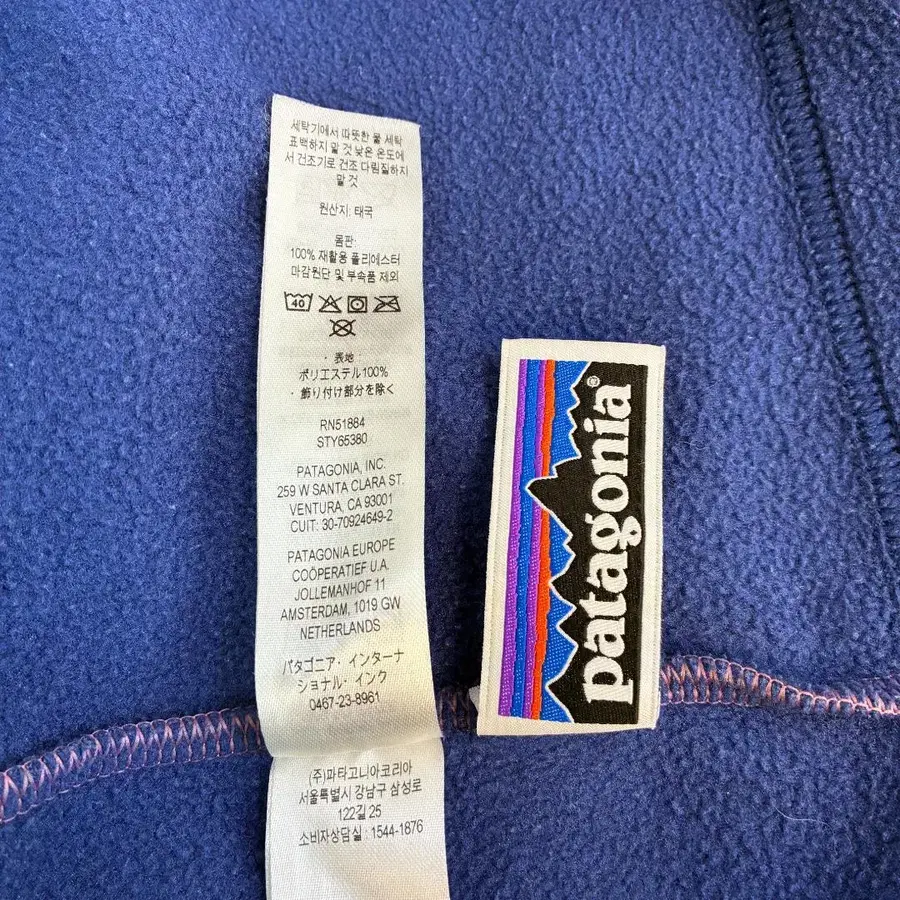 세탁기에서 따뜻한 물 세탁
표백하지 말 것 낮은 온도에
서 건조기로 건조 다림질하지
말 것
원산지: 태국
몸판:
100% 재활용 폴리에스터
마감원단 및 부속품 제외
40
・表地
ポリエステル100%
・飾り付け部分を除く
RN51884
STY65380
PATAGONIA, INC.
259 W SANTA CLARA ST.
VENTURA, CA 93001
CUIT: 30-70924649-2
PATAGONIA EUROPE
COÖPERATIEF U.A.
JOLLEMANHOF 11
AMSTERDAM, 1019 GW
NETHERLANDS
パタゴニア・インターナ
ショナル・インク
0467-23-8961
(주)파타고니아코리아
서울특별시 강남구 삼성로
122길 25
소비자상담실 : 1544-1876
patagonia®